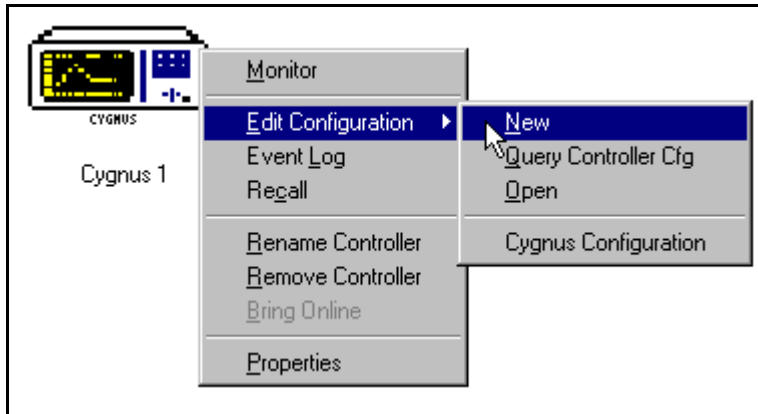 CYGNUS
Cygnus 1
Monitor
Edit Configuration
Event Log
Recall
Rename Controller
Remove Controller
Bring Online
Properties
New
Query Controller Cfg
Open
Cygnus Configuration